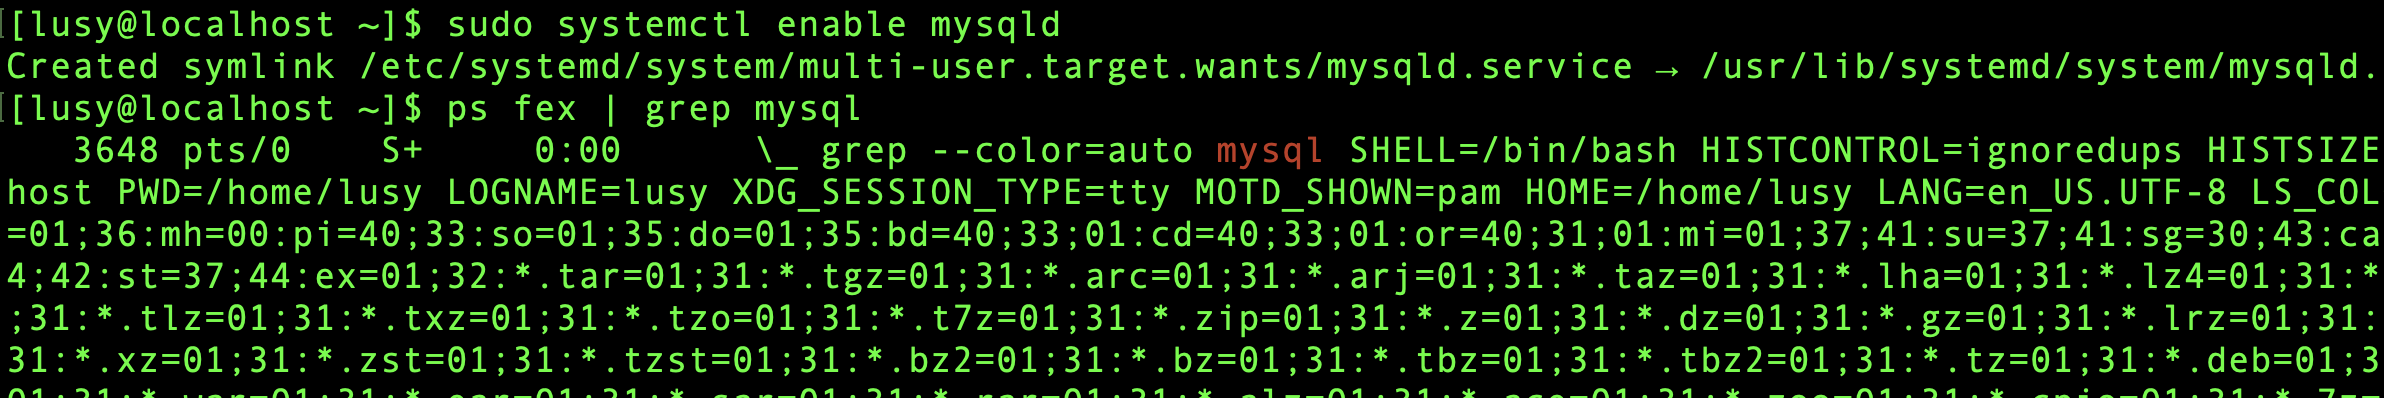 [[lusy@localhost ~]$ sudo systemctl enable mysqld
Created symlink /etc/systemd/system/multi-user.target.wants/mysqld.service → /usr/lib/systemd/system/mysqld.
[[lusy@localhost ~]$ ps fex | grep mysql
3648 pts/0    S+     0:00      \_ grep --color=auto mysql SHELL=/bin/bash HISTCONTROL=ignoredups HISTSIZE
host PWD=/home/lusy LOGNAME=lusy XDG_SESSION_TYPE=tty MOTD_SHOWN=pam HOME=/home/lusy LANG=en_US.UTF-8 LS_COL
=01;36:mh=00:pi=40;33:so=01;35:do=01;35:bd=40;33;01:cd=40;33;01:or=40;31;01:mi=01;37;41:su=37;41:sg=30;43:ca
4;42:st=37;44:ex=01;32:*.tar=01;31:*.tgz=01;31:*.arc=01;31:*.arj=01;31:*.taz=01;31:*.lha=01;31:*.lz4=01;31:*
;31:*.tlz=01;31:*.txz=01;31:*.tzo=01;31:*.t7z=01;31:*.zip=01;31:*.z=01;31:*.dz=01;31:*.gz=01;31:*.lrz=01;31:
31:*.xz=01;31:*.zst=01;31:*.tzst=01;31:*.bz2=01;31:*.bz=01;31:*.tbz=01;31:*.tbz2=01;31:*.tz=01;31:*.deb=01;3